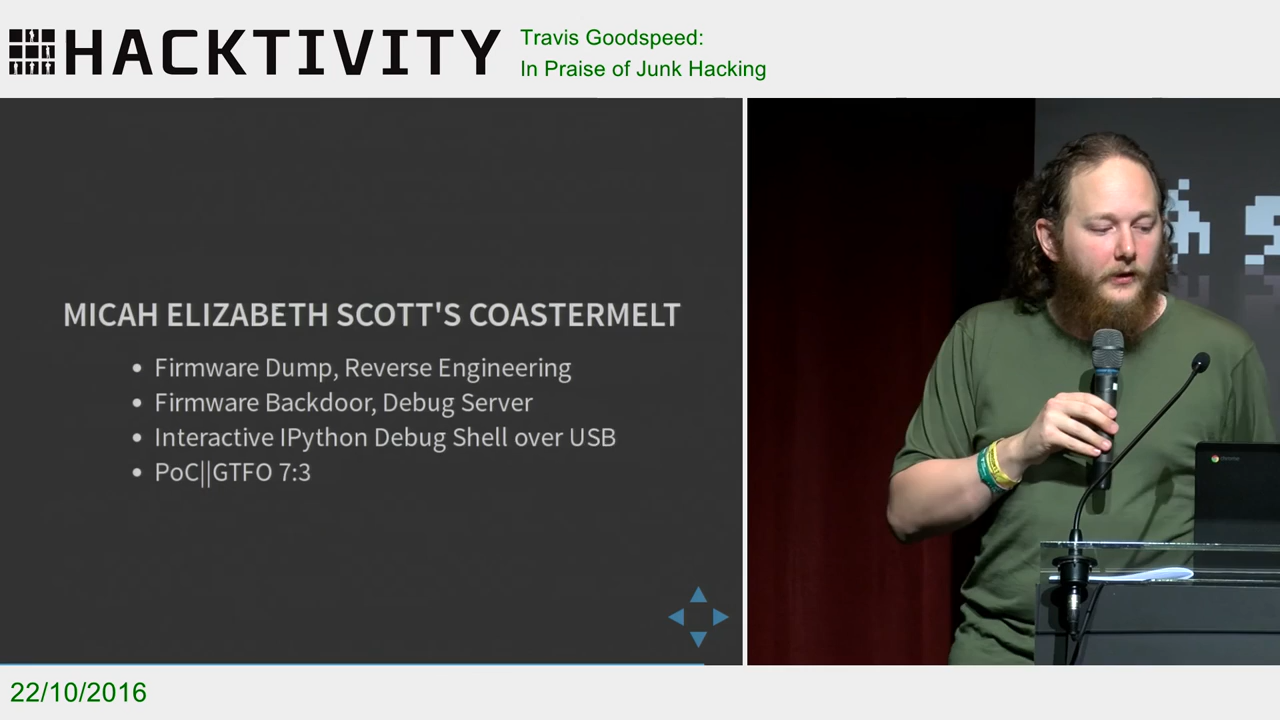 HACKTIVITY
Travis Goodspeed:
In Praise of Junk Hacking
MICAH ELIZABETH SCOTT'S COASTERMELT
• Firmware Dump, Reverse Engineering
• Firmware Backdoor, Debug Server
• Interactive IPython Debug Shell over USB
• PoC||GTFO 7:3
chrome
22/10/2016